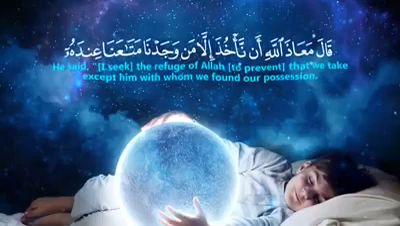 قَالَ مَعَاذَ ٱللَّهِ أَن نَّأْخُذَ إِلَّا مَن وَجَدْنَا مَتَـٰعَنَا عِندَهُۥٓ
He said, "[I seek] the refuge of Allah [to prevent] that we take
except him with whom we found our possession.